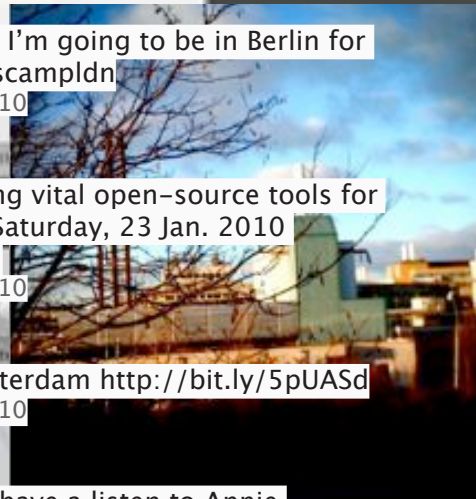 I'm going to be in Berlin for
scampldn
10
ng vital open-source tools for
Saturday, 23 Jan. 2010
10
terdam http://bit.ly/5pUASd
10
have a listen to Annie